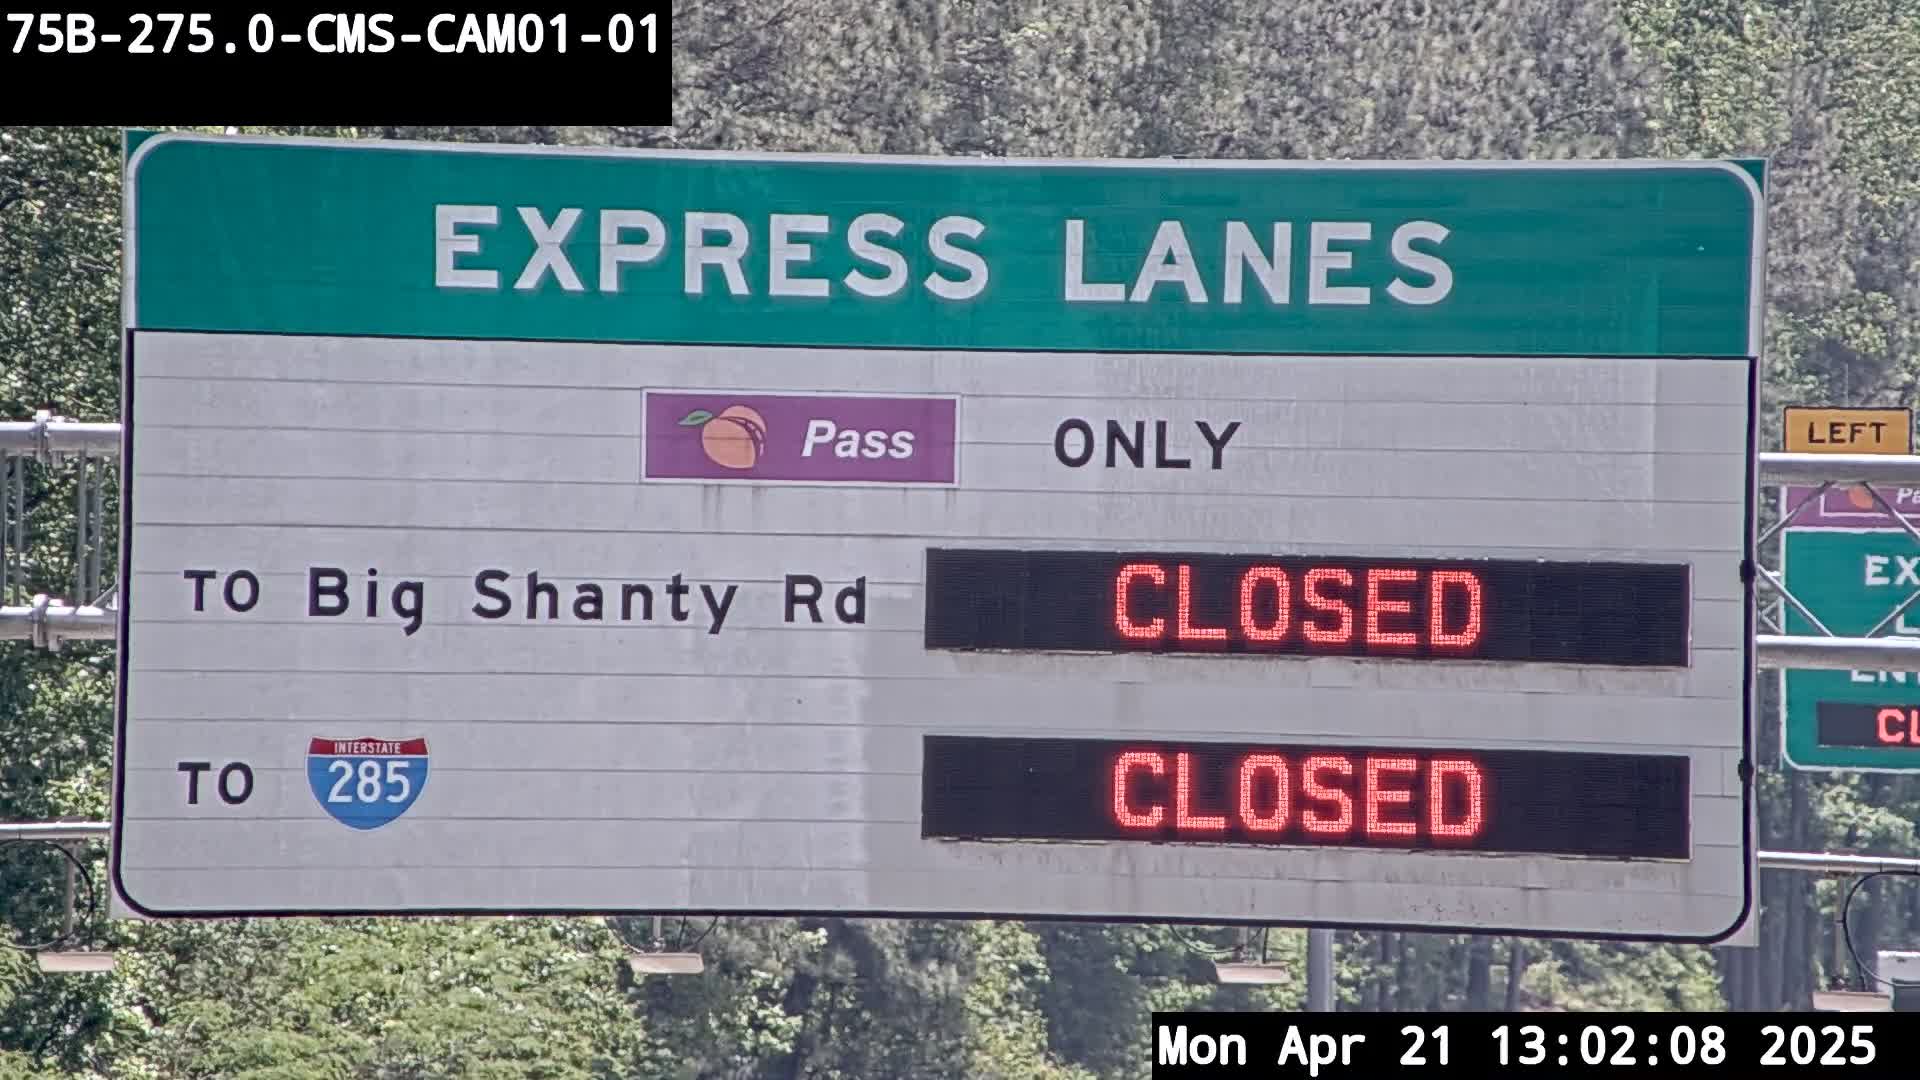 75B-275.0-CMS-CAM01-01
EXPRESS LANES
Pass ONLY
TO Big Shanty Rd CLOSED
TO INTERSTATE 285 CLOSED
LEFT
Mon Apr 21 13:02:08 2025